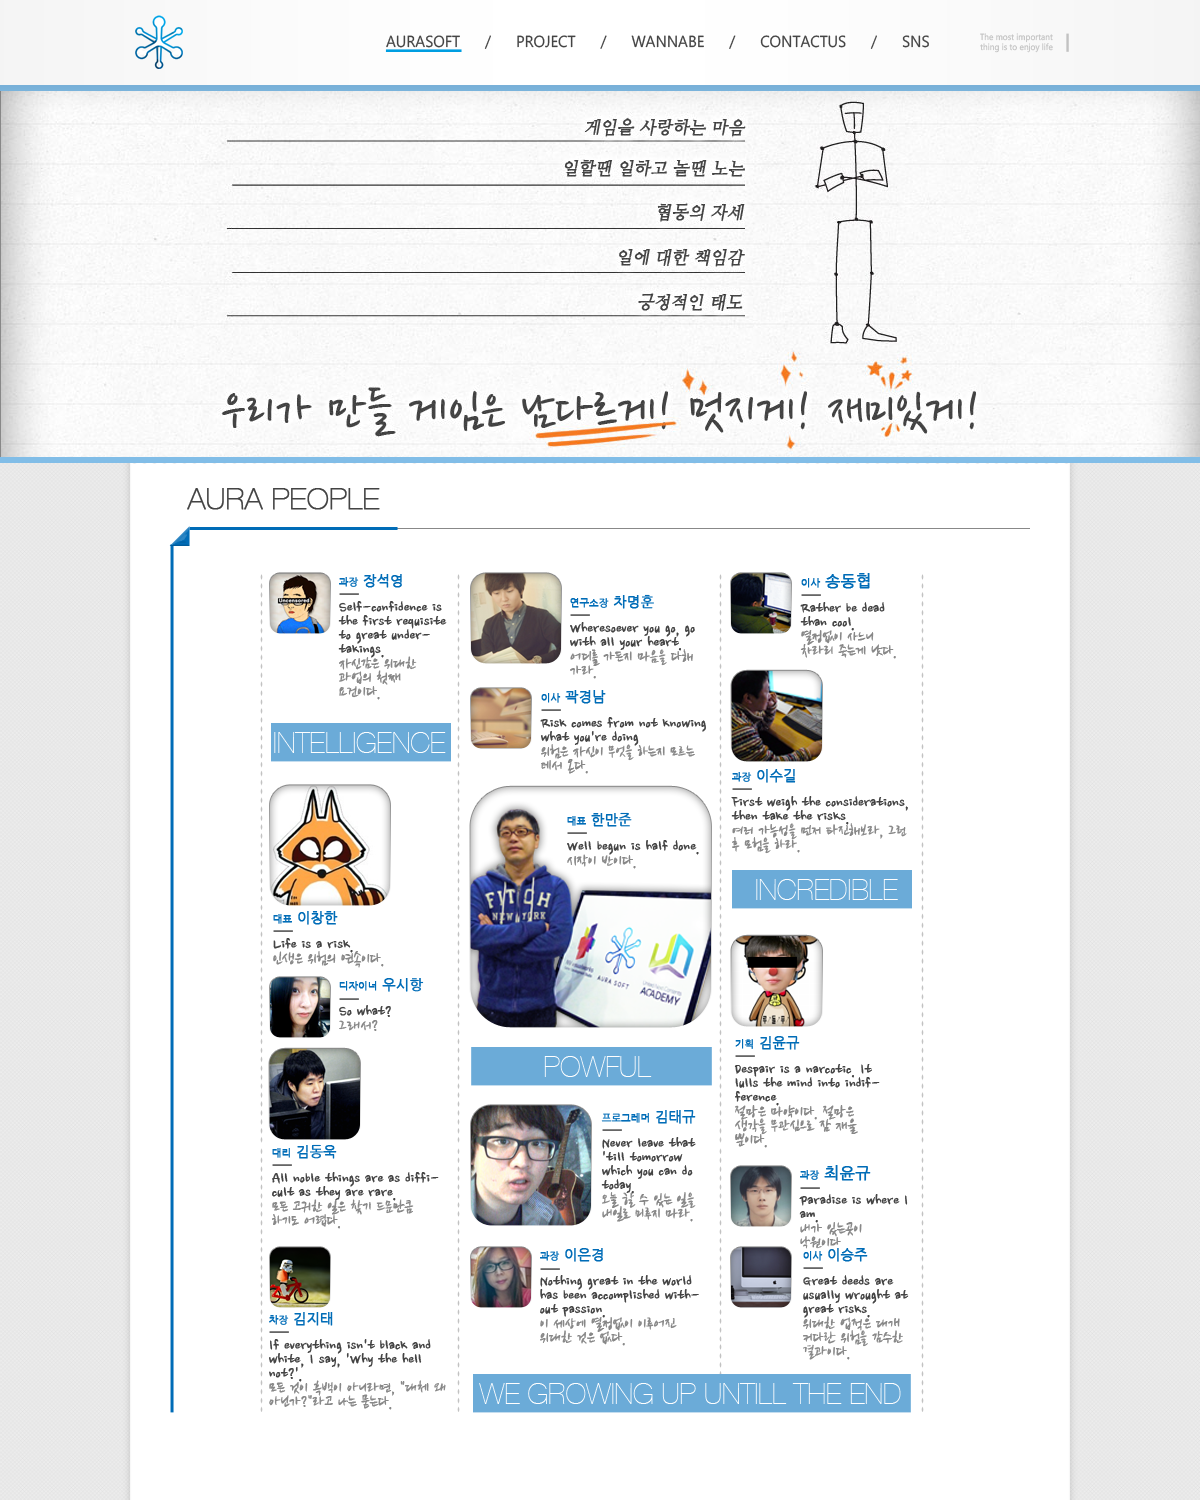 AURASOFT / PROJECT / WANNABE / CONTACTUS / SNS
The most important
thing is to enjoy life
게임을 사랑하는 마음
일할땐 일하고 놀땐 노는
협동의 자세
일에 대한 책임감
긍정적인 태도
우리가 만들 게임은 남다르게! 멋지게! 재미있게!
AURA PEOPLE
Uncensored
과장 장석영
Self-confidence is
the first requisite
to great under-
takings.
자신감은 위대한
과업의 첫째
요건이다.
INTELLIGENCE
대표 이창한
Life is a risk.
인생은 위험의 연속이다.
디자이너 우시항
So what?
그래서?
대리 김동욱
All noble things are as diffi-
cult as they are rare.
모든 고귀한 일은 찾기 드문만큼
하기도 어렵다.
차장 김지태
If everything isn't black and
white, I say, 'Why the hell
not?'.
모든 것이 흑백이 아니라면, "대체 왜
아닌가?"라고 나는 묻는다.
연구소장 차명훈
Wheresoever you go, go
with all your heart.
어디를 가든지 마음을 다해
가라.
이사 곽경남
Risk comes from not knowing
what you're doing
위험은 자신이 무엇을 하는지 모르는
데서 온다.
대표 한만준
Well begun is half done.
시작이 반이다.
FITCH
NEW YORK
AURA SOFT
ACADEMY
POWFUL
프로그레머 김태규
Never leave that
'till tomorrow
which you can do
today.
오늘 할 수 있는 일을
내일로 미루지 마라.
과장 이은경
Nothing great in the world
has been accomplished with-
out passion.
이 세상에 열정없이 이루어진
위대한 것은 없다.
이사 송동협
Rather be dead
than cool.
열정없이 사느니
차라리 죽는게 낫다.
과장 이수길
First weigh the considerations,
then take the risks.
여러 가능성을 먼저 타진해보라, 그런
후 모험을 하라.
INCREDIBLE
기획 김윤규
Despair is a narcotic. It
lulls the mind into indif-
ference.
절망은 마약이다. 절망은
생각을 무관심으로 잠 재울
뿐이다.
과장 최윤규
Paradise is where I
am.
내가 있는곳이
낙원이다
이사 이승주
Great deeds are
usually wrought at
great risks.
위대한 업적은 대개
커다란 위험을 감수한
결과이다.
WE GROWING UP UNTILL THE END